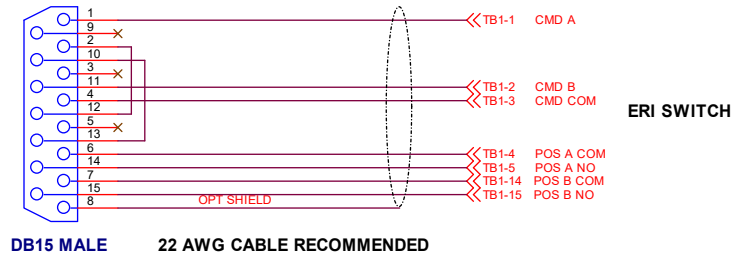 1 TB1-1 CMD A
9
2
10
3
11 TB1-2 CMD B
4 TB1-3 CMD COM
12
ERI SWITCH
5
13
6 TB1-4 POS A COM
14 TB1-5 POS A NO
7 TB1-14 POS B COM
15 TB1-15 POS B NO
8 OPT SHIELD
DB15 MALE 22 AWG CABLE RECOMMENDED